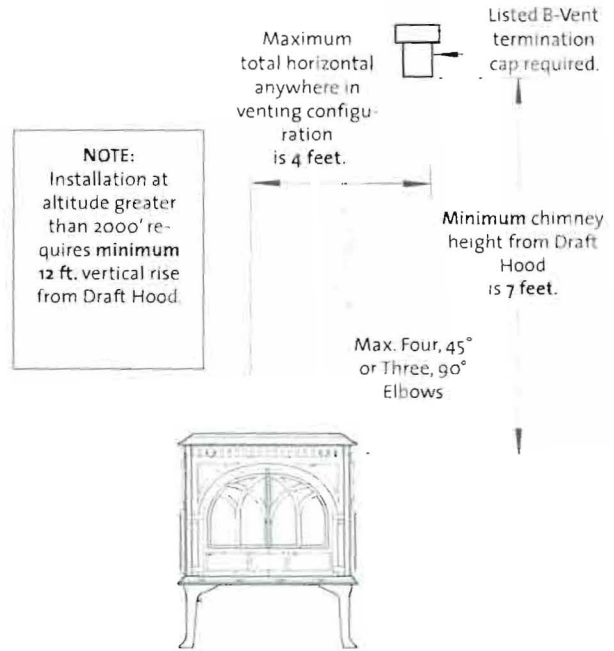 Listed B-Vent
termination
cap required.
Maximum
total horizontal
anywhere in
venting configu-
ration
is 4 feet.
NOTE:
Installation at
altitude greater
than 2000' re-
quires minimum
12 ft. vertical rise
from Draft Hood
Minimum chimney
height from Draft
Hood
is 7 feet.
Max. Four, 45°
or Three, 90°
Elbows